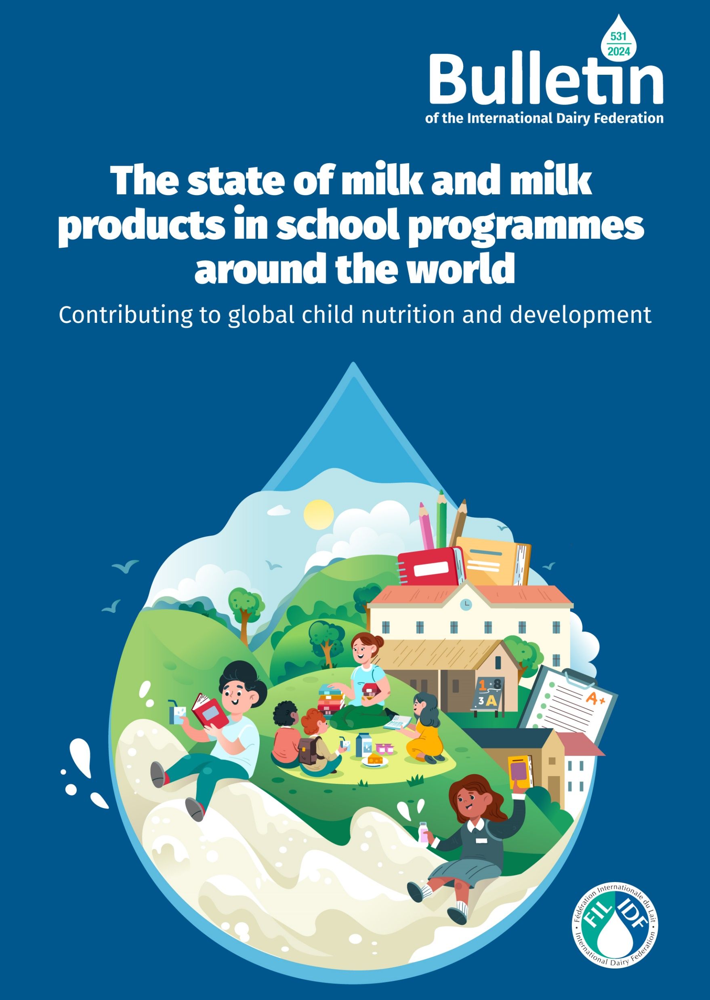 531
2024
Bulletin
of the International Dairy Federation
The state of milk and milk
products in school programmes
around the world
Contributing to global child nutrition and development
1 8
3 A
A+
Fédération Internationale du Lait
FIL IDF
International Dairy Federation